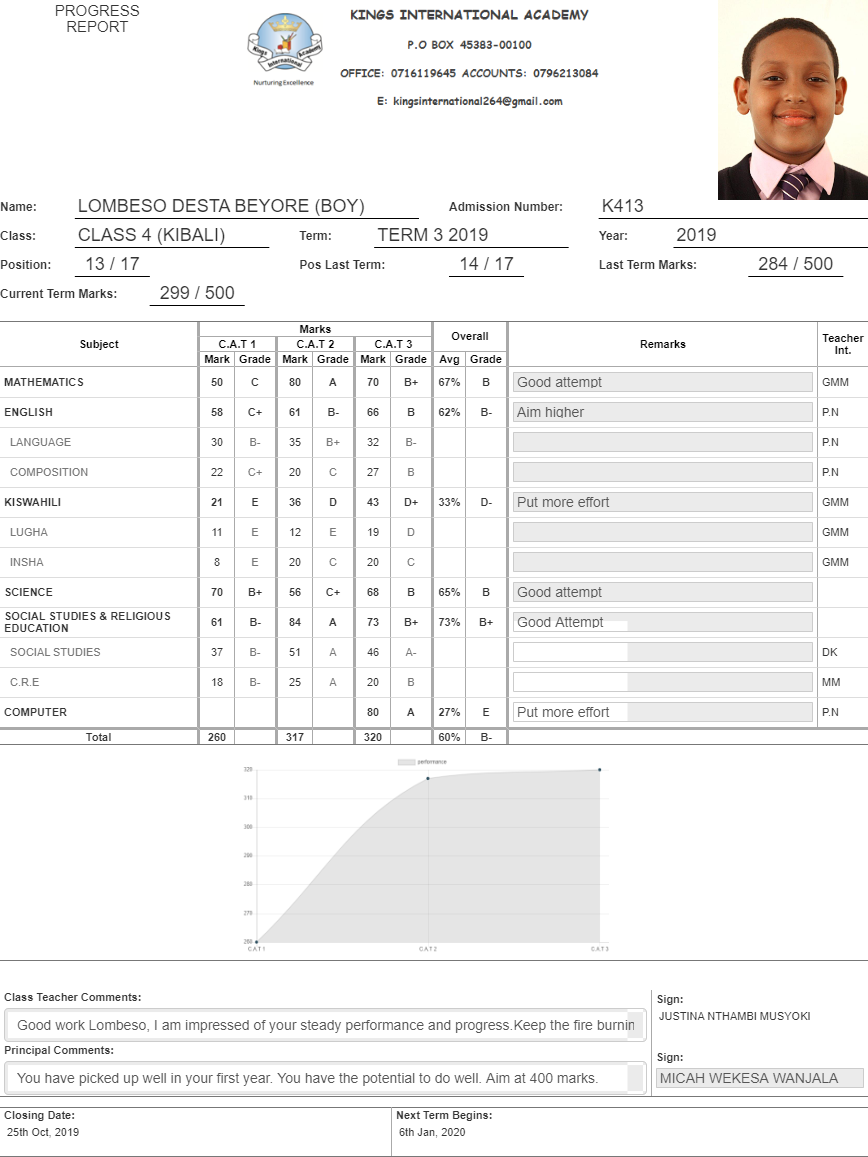 PROGRESS
REPORT
KINGS INTERNATIONAL ACADEMY
P.O BOX 45383-00100
OFFICE: 0716119645 ACCOUNTS: 0796213084
E: kingsinternational264@gmail.com
Kings International Academy
Nurturing Excellence
Name: LOMBESO DESTA BEYORE (BOY) Admission Number: K413
Class: CLASS 4 (KIBALI) Term: TERM 3 2019 Year: 2019
Position: 13 / 17 Pos Last Term: 14 / 17 Last Term Marks: 284 / 500
Current Term Marks: 299 / 500
Subject Marks Overall Remarks Teacher Int.
C.A.T 1 C.A.T 2 C.A.T 3
Mark Grade Mark Grade Mark Grade Avg Grade
MATHEMATICS 50 C 80 A 70 B+ 67% B Good attempt GMM
ENGLISH 58 C+ 61 B- 66 B 62% B- Aim higher P.N
LANGUAGE 30 B- 35 B+ 32 B- P.N
COMPOSITION 22 C+ 20 C 27 B P.N
KISWAHILI 21 E 36 D 43 D+ 33% D- Put more effort GMM
LUGHA 11 E 12 E 19 D GMM
INSHA 8 E 20 C 20 C GMM
SCIENCE 70 B+ 56 C+ 68 B 65% B Good attempt
SOCIAL STUDIES & RELIGIOUS
EDUCATION 61 B- 84 A 73 B+ 73% B+ Good Attempt
SOCIAL STUDIES 37 B- 51 A 46 A- DK
C.R.E 18 B- 25 A 20 B MM
COMPUTER 80 A 27% E Put more effort P.N
Total 260 317 320 60% B-
performance
320
310
300
290
280
270
260
C.A.T 1 C.A.T 2 C.A.T 3
Class Teacher Comments:
Good work Lombeso, I am impressed of your steady performance and progress.Keep the fire burnin
Sign:
JUSTINA NTHAMBI MUSYOKI
Principal Comments:
You have picked up well in your first year. You have the potential to do well. Aim at 400 marks.
Sign:
MICAH WEKESA WANJALA
Closing Date: Next Term Begins:
25th Oct, 2019 6th Jan, 2020